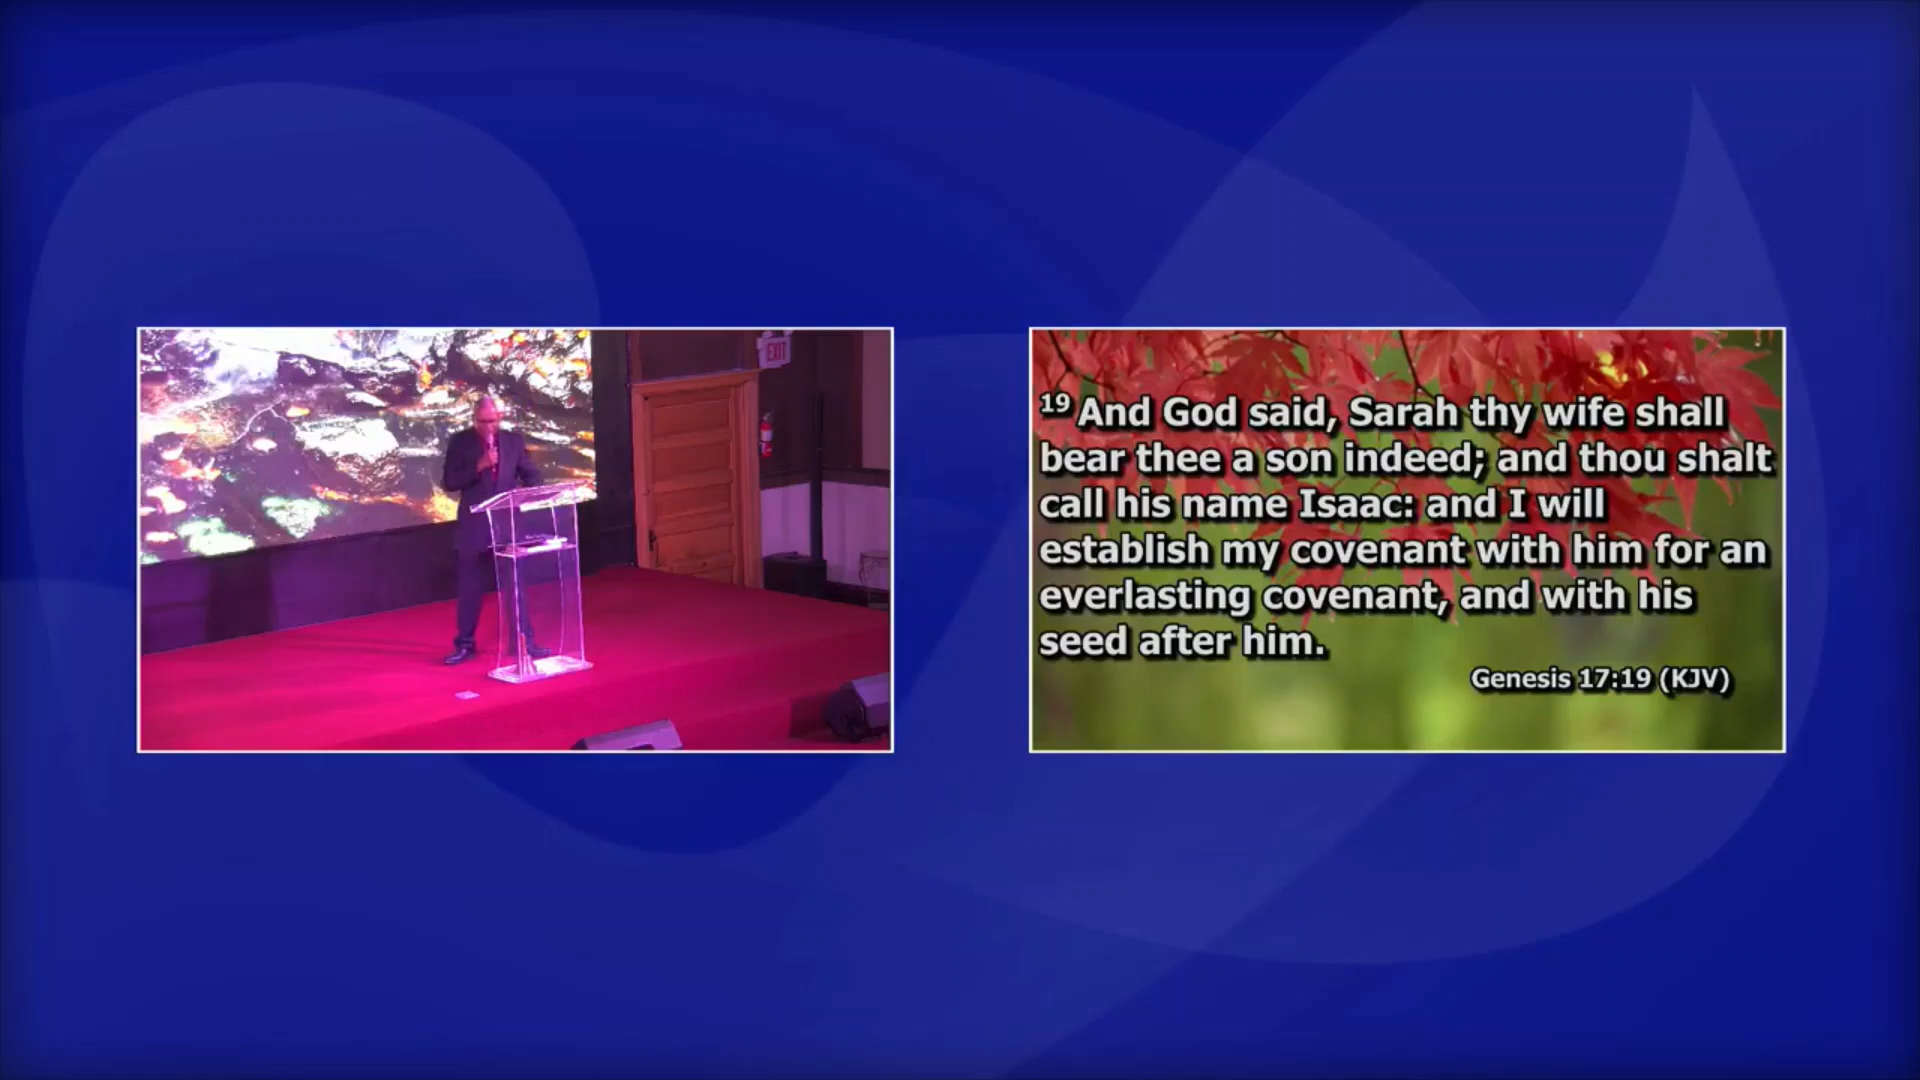 EXIT
19 And God said, Sarah thy wife shall
bear thee a son indeed; and thou shalt
call his name Isaac: and I will
establish my covenant with him for an
everlasting covenant, and with his
seed after him.
Genesis 17:19 (KJV)